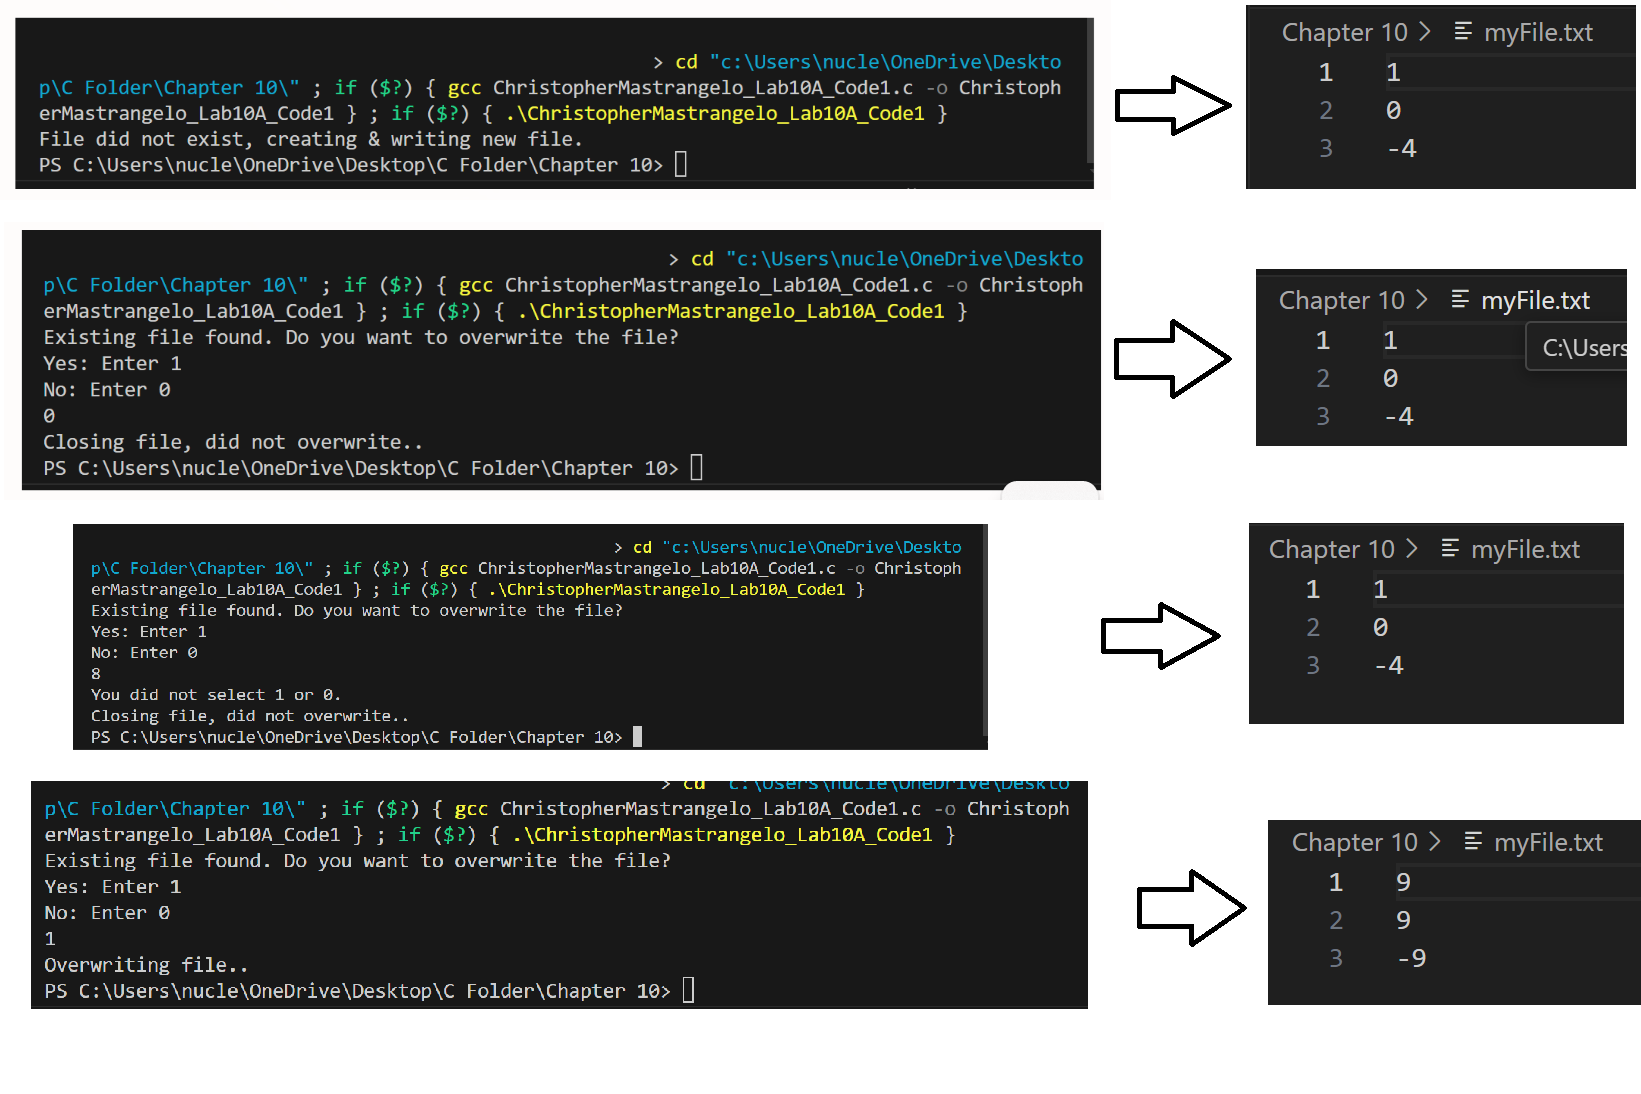 > cd "c:\Users\nucle\OneDrive\Deskto
p\C Folder\Chapter 10\" ; if ($?) { gcc ChristopherMastrangelo_Lab10A_Code1.c -o Christoph
erMastrangelo_Lab10A_Code1 } ; if ($?) { .\ChristopherMastrangelo_Lab10A_Code1 }
File did not exist, creating & writing new file.
PS C:\Users\nucle\OneDrive\Desktop\C Folder\Chapter 10>
Chapter 10 > myFile.txt
1 1
2 0
3 -4
> cd "c:\Users\nucle\OneDrive\Deskto
p\C Folder\Chapter 10\" ; if ($?) { gcc ChristopherMastrangelo_Lab10A_Code1.c -o Christoph
erMastrangelo_Lab10A_Code1 } ; if ($?) { .\ChristopherMastrangelo_Lab10A_Code1 }
Existing file found. Do you want to overwrite the file?
Yes: Enter 1
No: Enter 0
0
Closing file, did not overwrite..
PS C:\Users\nucle\OneDrive\Desktop\C Folder\Chapter 10>
Chapter 10 > myFile.txt
1 1
C:\Users
2 0
3 -4
> cd "c:\Users\nucle\OneDrive\Deskto
p\C Folder\Chapter 10\" ; if ($?) { gcc ChristopherMastrangelo_Lab10A_Code1.c -o Christoph
erMastrangelo_Lab10A_Code1 } ; if ($?) { .\ChristopherMastrangelo_Lab10A_Code1 }
Existing file found. Do you want to overwrite the file?
Yes: Enter 1
No: Enter 0
8
You did not select 1 or 0.
Closing file, did not overwrite..
PS C:\Users\nucle\OneDrive\Desktop\C Folder\Chapter 10>
Chapter 10 > myFile.txt
1 1
2 0
3 -4
> cd "c:\Users\nucle\OneDrive\Deskto
p\C Folder\Chapter 10\" ; if ($?) { gcc ChristopherMastrangelo_Lab10A_Code1.c -o Christoph
erMastrangelo_Lab10A_Code1 } ; if ($?) { .\ChristopherMastrangelo_Lab10A_Code1 }
Existing file found. Do you want to overwrite the file?
Yes: Enter 1
No: Enter 0
1
Overwriting file..
PS C:\Users\nucle\OneDrive\Desktop\C Folder\Chapter 10>
Chapter 10 > myFile.txt
1 9
2 9
3 -9